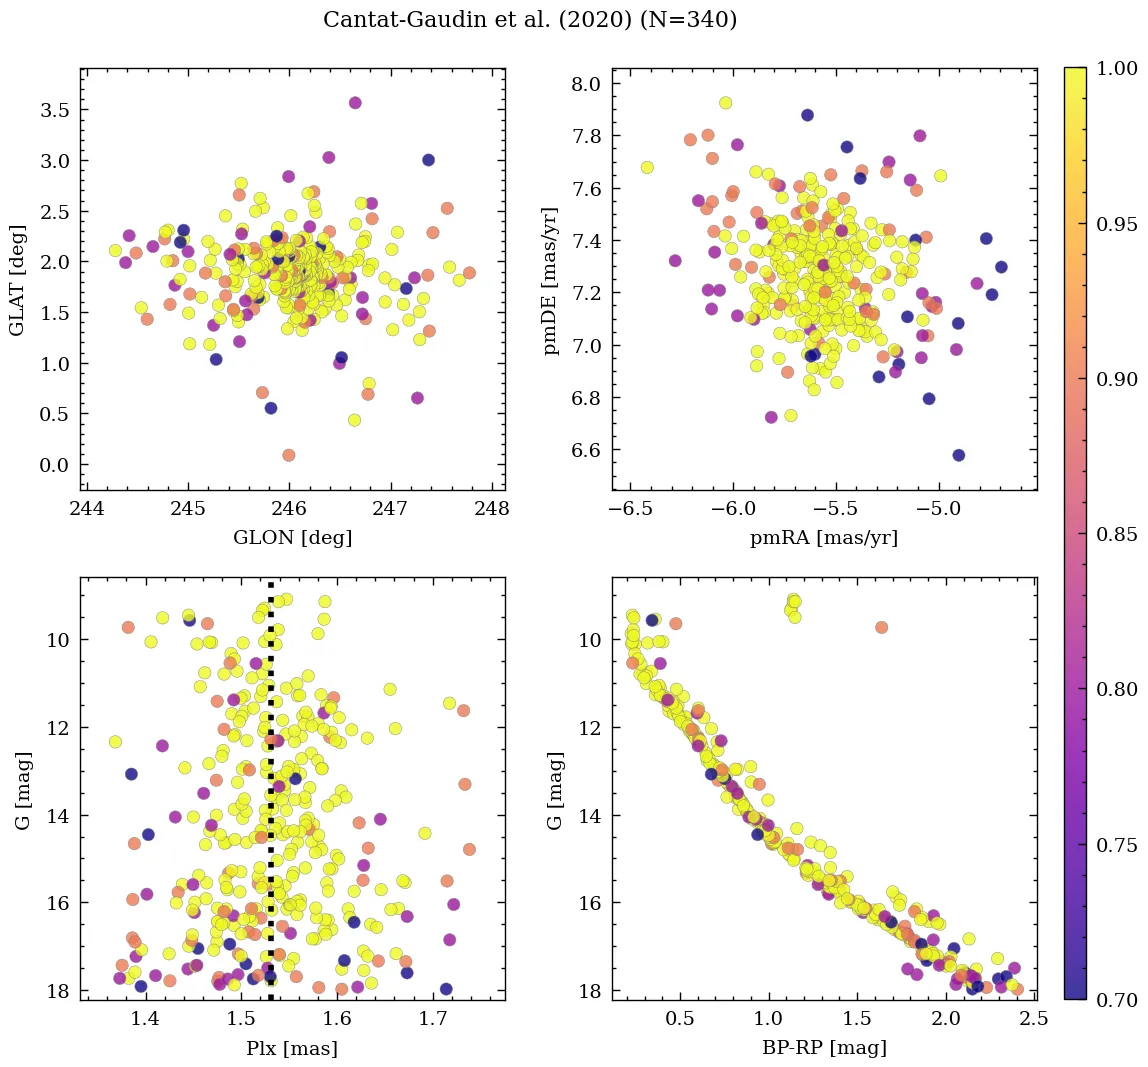 Cantat-Gaudin et al. (2020) (N=340)
3.5
3.0
2.5
2.0
1.5
1.0
0.5
0.0
GLAT [deg]
244 245 246 247 248
GLON [deg]
8.0
7.8
7.6
7.4
7.2
7.0
6.8
6.6
pmDE [mas/yr]
−6.5 −6.0 −5.5 −5.0
pmRA [mas/yr]
10
12
14
16
18
G [mag]
1.4 1.5 1.6 1.7
Plx [mas]
10
12
14
16
18
G [mag]
0.5 1.0 1.5 2.0 2.5
BP-RP [mag]
1.00
0.95
0.90
0.85
0.80
0.75
0.70